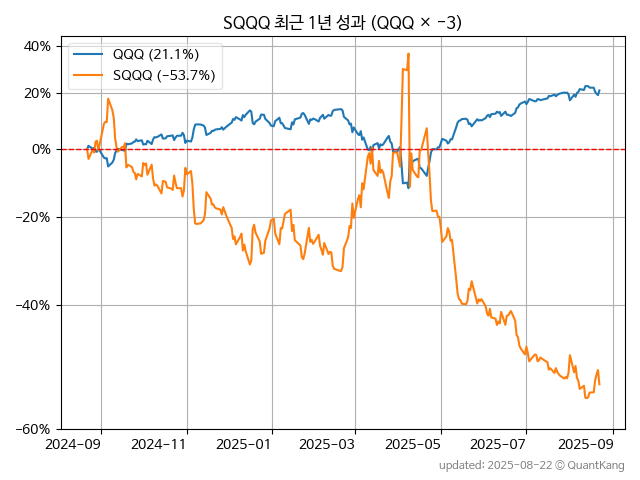 SQQQ 최근 1년 성과 (QQQ × −3)
QQQ (21.1%)
SQQQ (−53.7%)
40%
20%
0%
−20%
−40%
−60%
2024−09 2024−11 2025−01 2025−03 2025−05 2025−07 2025−09
updated: 2025-08-22 © QuantKang